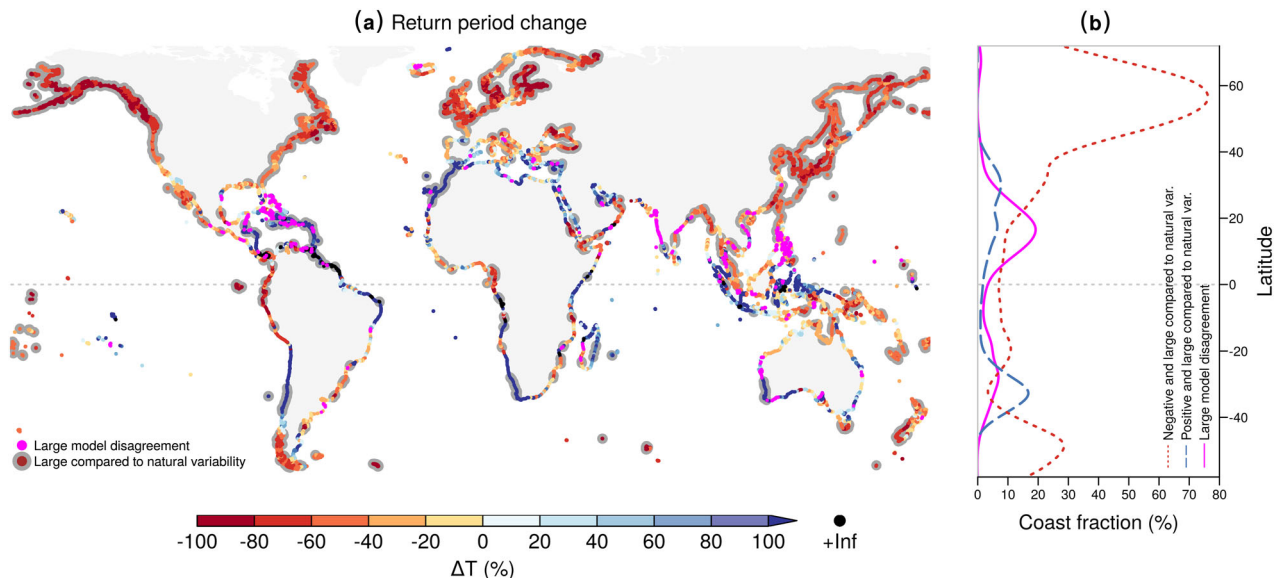 (a) Return period change
Large model disagreement
Large compared to natural variability
-100 -80 -60 -40 -20 0 20 40 60 80 100 +Inf
ΔT (%)
(b)
60
40
20
0
-20
-40
Latitude
Negative and large compared to natural var.
Positive and large compared to natural var.
Large model disagreement
0 10 20 30 40 50 60 70 80
Coast fraction (%)